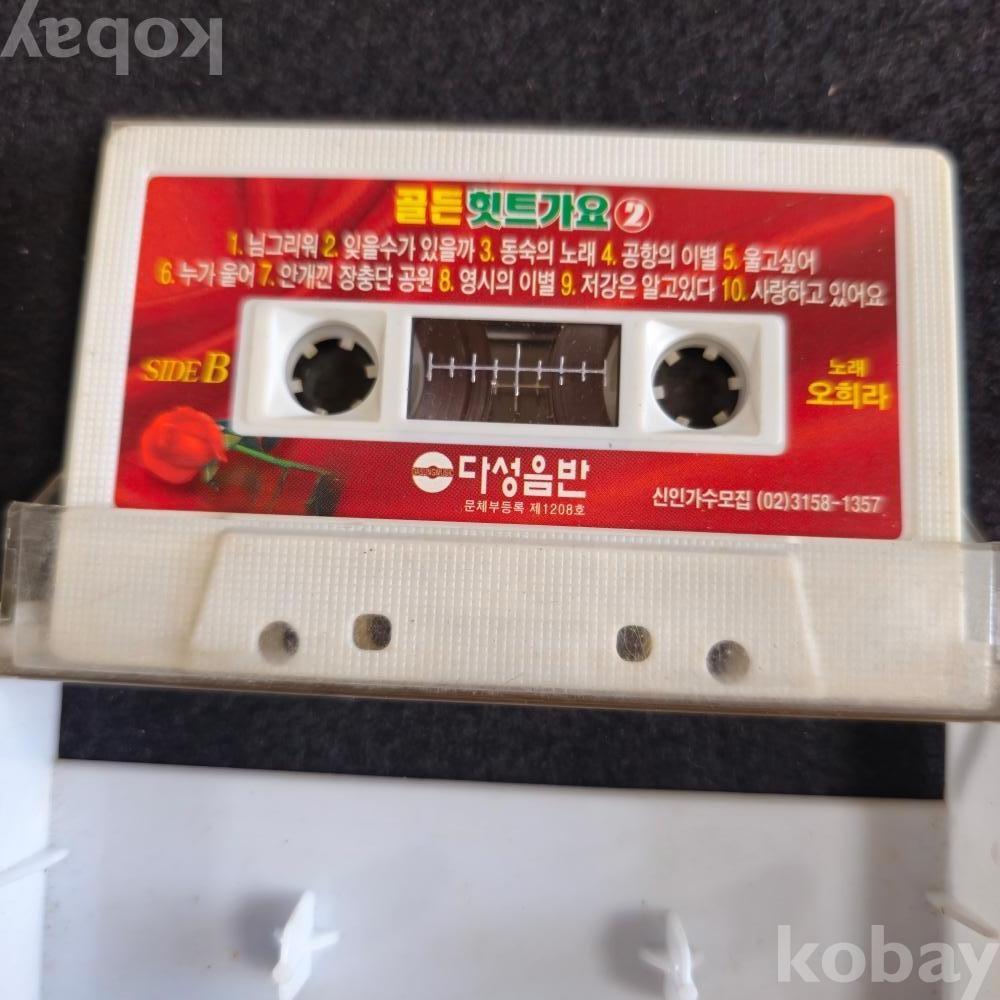 kobay
골든힛트가요②
1. 님그리워 2. 잊을수가 있을까 3. 동숙의 노래 4. 공항의 이별 5. 울고싶어
6. 누가 울어 7. 안개낀 장충단 공원 8. 영시의 이별 9. 저강은 알고있다 10. 사랑하고 있어요
SIDE B
노래
오희라
다성음반
문체부등록 제1208호
신인가수모집 (02)3158-1357
kobay